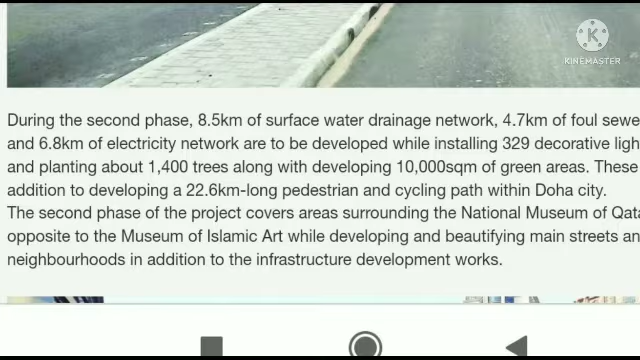 KINEMASTER
During the second phase, 8.5km of surface water drainage network, 4.7km of foul sewe
and 6.8km of electricity network are to be developed while installing 329 decorative ligh
and planting about 1,400 trees along with developing 10,000sqm of green areas. These
addition to developing a 22.6km-long pedestrian and cycling path within Doha city.
The second phase of the project covers areas surrounding the National Museum of Qata
opposite to the Museum of Islamic Art while developing and beautifying main streets an
neighbourhoods in addition to the infrastructure development works.